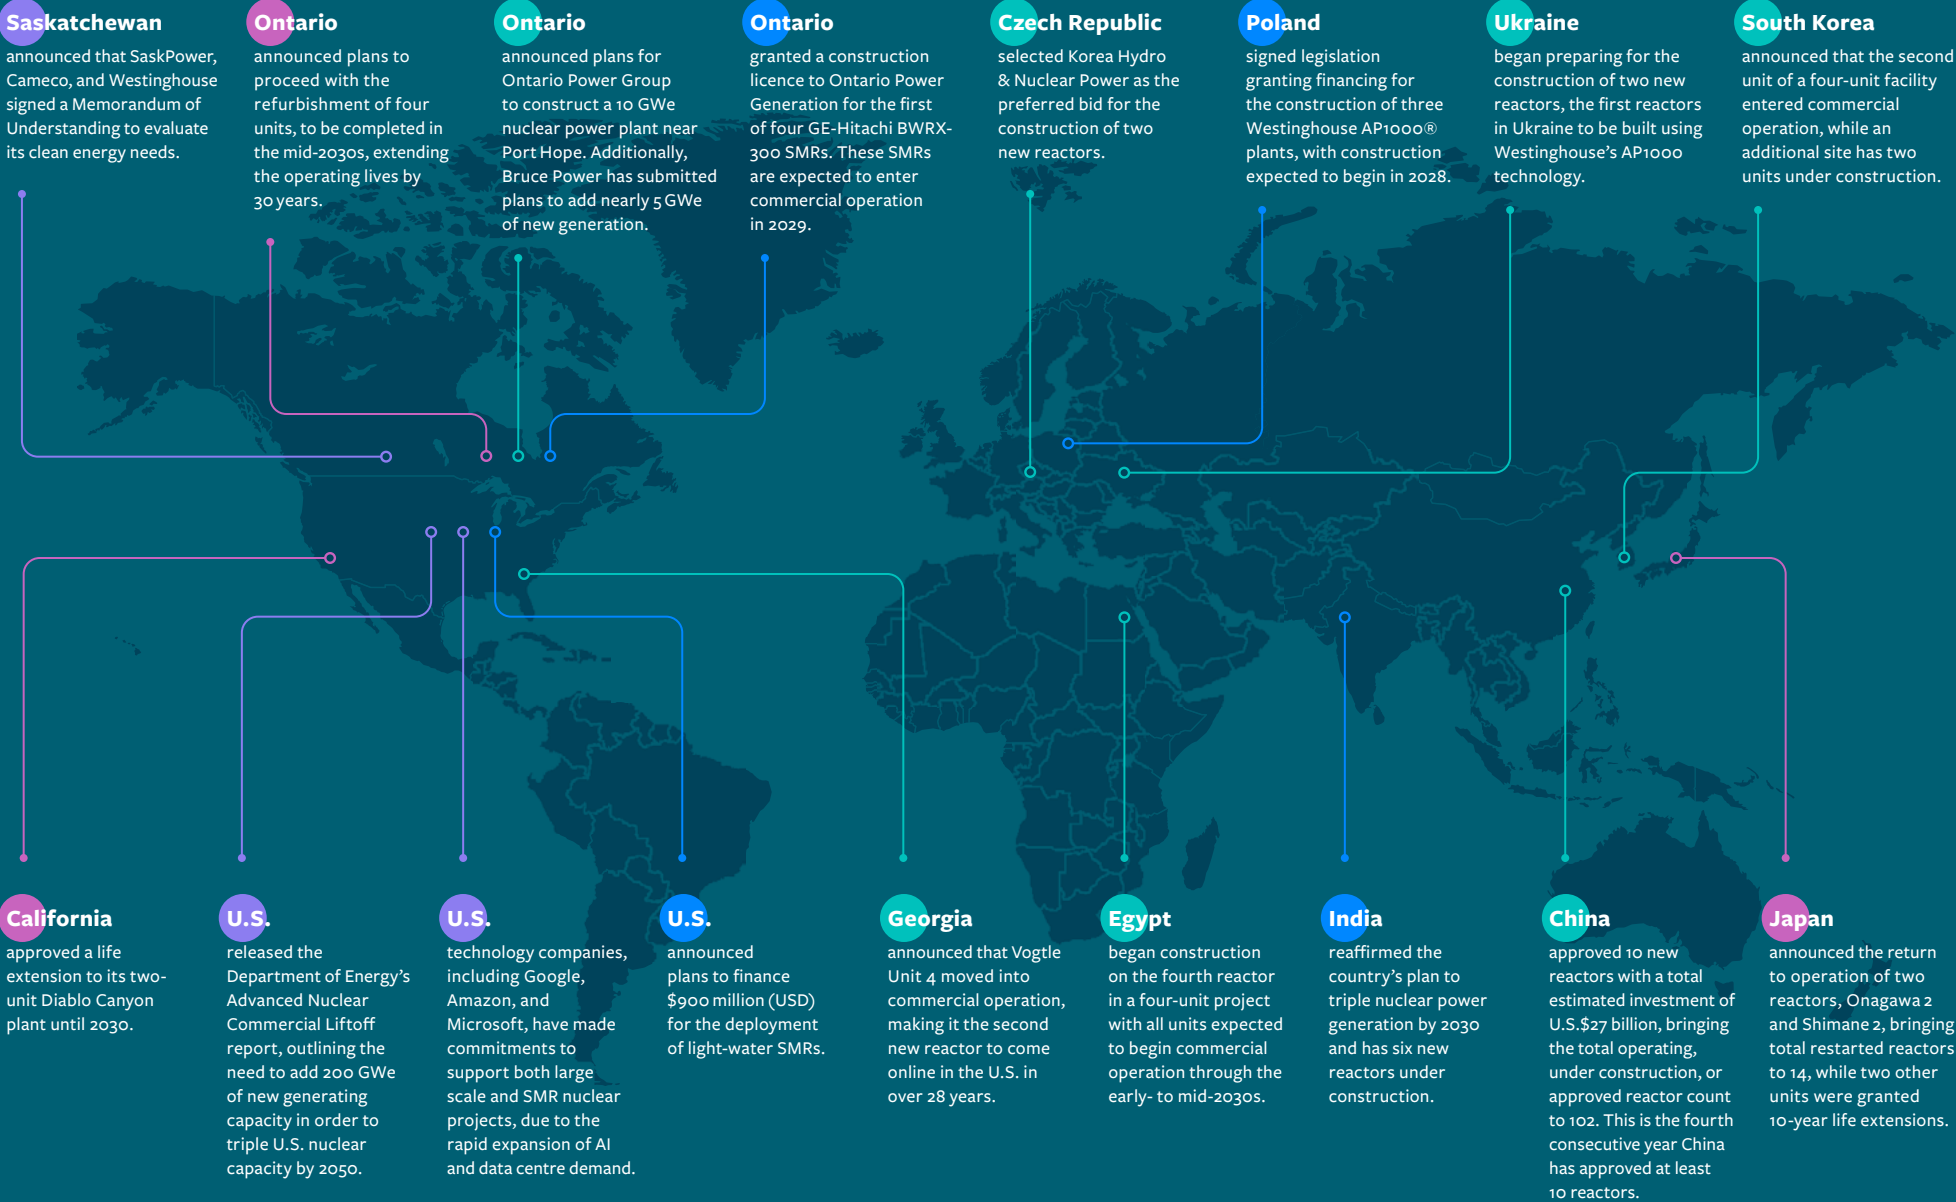 Saskatchewan
announced that SaskPower,
Cameco, and Westinghouse
signed a Memorandum of
Understanding to evaluate
its clean energy needs.
Ontario
announced plans to
proceed with the
refurbishment of four
units, to be completed in
the mid-2030s, extending
the operating lives by
30 years.
Ontario
announced plans for
Ontario Power Group
to construct a 10 GWe
nuclear power plant near
Port Hope. Additionally,
Bruce Power has submitted
plans to add nearly 5 GWe
of new generation.
Ontario
granted a construction
licence to Ontario Power
Generation for the first
of four GE-Hitachi BWRX-
300 SMRs. These SMRs
are expected to enter
commercial operation
in 2029.
Czech Republic
selected Korea Hydro
& Nuclear Power as the
preferred bid for the
construction of two
new reactors.
Poland
signed legislation
granting financing for
the construction of three
Westinghouse AP1000®
plants, with construction
expected to begin in 2028.
Ukraine
began preparing for the
construction of two new
reactors, the first reactors
in Ukraine to be built using
Westinghouse's AP1000
technology.
South Korea
announced that the second
unit of a four-unit facility
entered commercial
operation, while an
additional site has two
units under construction.
California
approved a life
extension to its two-
unit Diablo Canyon
plant until 2030.
U.S.
released the
Department of Energy's
Advanced Nuclear
Commercial Liftoff
report, outlining the
need to add 200 GWe
of new generating
capacity in order to
triple U.S. nuclear
capacity by 2050.
U.S.
technology companies,
including Google,
Amazon, and
Microsoft, have made
commitments to
support both large
scale and SMR nuclear
projects, due to the
rapid expansion of AI
and data centre demand.
U.S.
announced
plans to finance
$900 million (USD)
for the deployment
of light-water SMRs.
Georgia
announced that Vogtle
Unit 4 moved into
commercial operation,
making it the second
new reactor to come
online in the U.S. in
over 28 years.
Egypt
began construction
on the fourth reactor
in a four-unit project
with all units expected
to begin commercial
operation through the
early- to mid-2030s.
India
reaffirmed the
country's plan to
triple nuclear power
generation by 2030
and has six new
reactors under
construction.
China
approved 10 new
reactors with a total
estimated investment of
U.S.$27 billion, bringing
the total operating,
under construction, or
approved reactor count
to 102. This is the fourth
consecutive year China
has approved at least
10 reactors.
Japan
announced the return
to operation of two
reactors, Onagawa 2
and Shimane 2, bringing
total restarted reactors
to 14, while two other
units were granted
10-year life extensions.